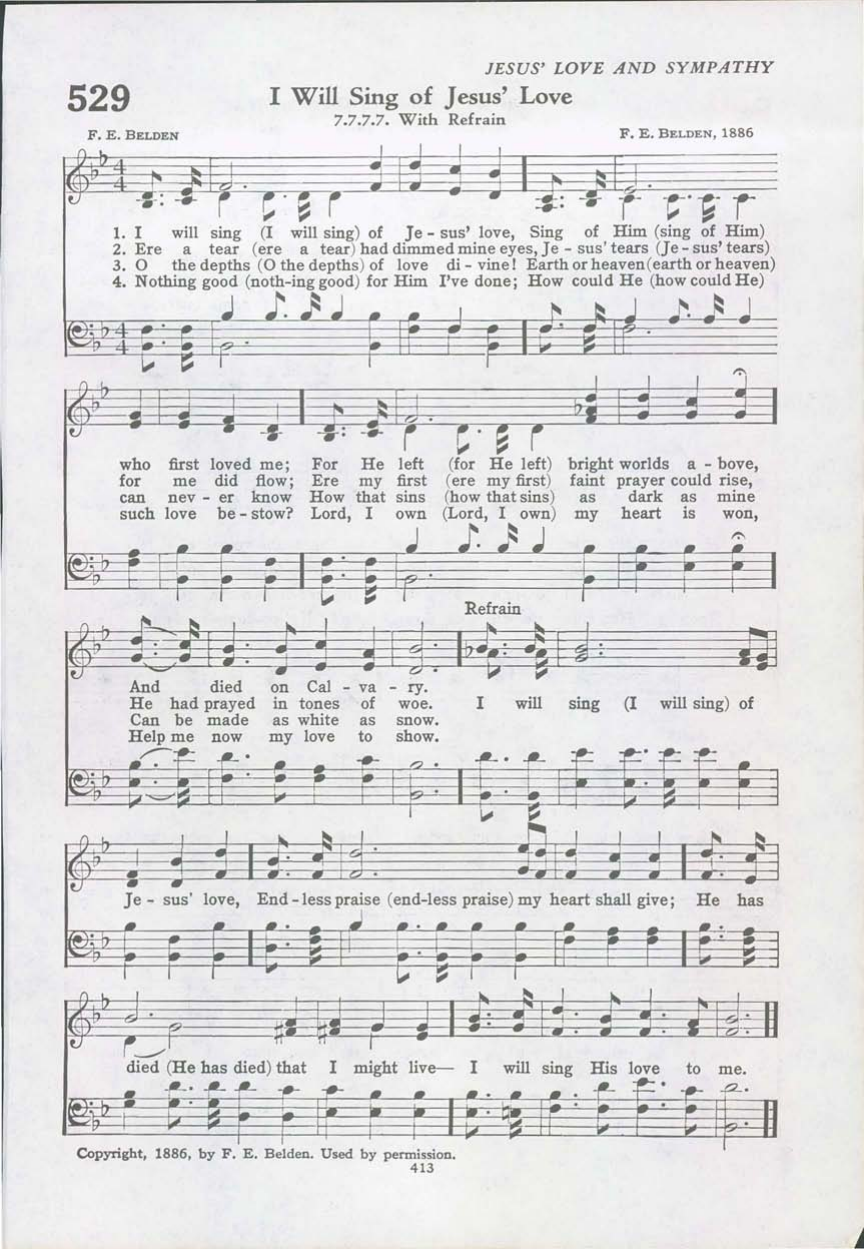 JESUS' LOVE AND SYMPATHY
529
I Will Sing of Jesus' Love
7.7.7.7. With Refrain
F. E. BELDEN
F. E. BELDEN, 1886
1. I will sing (I will sing) of Je - sus' love, Sing of Him (sing of Him)
2. Ere a tear (ere a tear) had dimmed mine eyes, Je - sus' tears (Je - sus' tears)
3. O the depths (O the depths) of love di - vine! Earth or heaven (earth or heaven)
4. Nothing good (noth-ing good) for Him I've done; How could He (how could He)
who first loved me; For He left (for He left) bright worlds a - bove,
for me did flow; Ere my first (ere my first) faint prayer could rise,
can nev - er know How that sins (how that sins) as dark as mine
such love be - stow? Lord, I own (Lord, I own) my heart is won,
Refrain
And died on Cal - va - ry.
He had prayed in tones of woe. I will sing (I will sing) of
Can be made as white as snow.
Help me now my love to show.
Je - sus' love, End - less praise (end-less praise) my heart shall give; He has
died (He has died) that I might live— I will sing His love to me.
Copyright, 1886, by F. E. Belden. Used by permission.
413